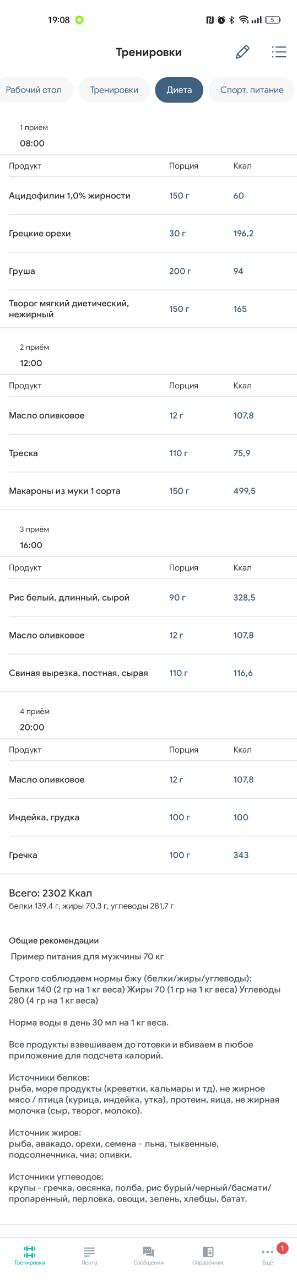 19:08
5
Тренировки
Рабочий стол Тренировки Диета Спорт. питание
1 приём
08:00
Продукт Порция Ккал
Ацидофилин 1,0% жирности 150 г 60
Грецкие орехи 30 г 196,2
Груша 200 г 94
Творог мягкий диетический,
нежирный 150 г 165
2 приём
12:00
Продукт Порция Ккал
Масло оливковое 12 г 107,8
Треска 110 г 75,9
Макароны из муки 1 сорта 150 г 499,5
3 приём
16:00
Продукт Порция Ккал
Рис белый, длинный, сырой 90 г 328,5
Масло оливковое 12 г 107,8
Свиная вырезка, постная, сырая 110 г 116,6
4 приём
20:00
Продукт Порция Ккал
Масло оливковое 12 г 107,8
Индейка, грудка 100 г 100
Гречка 100 г 343
Всего: 2302 Ккал
белки 139,4 г, жиры 70,3 г, углеводы 281,7 г
Общие рекомендации
Пример питания для мужчины 70 кг
Строго соблюдаем нормы бжу (белки/жиры/углеводы):
Белки 140 (2 гр на 1 кг веса) Жиры 70 (1 гр на 1 кг веса) Углеводы
280 (4 гр на 1 кг веса)
Норма воды в день 30 мл на 1 кг веса.
Все продукты взвешиваем до готовки и вбиваем в любое
приложение для подсчета калорий.
Источники белков:
рыба, море продукты (креветки, кальмары и тд), не жирное
мясо / птица (курица, индейка, утка), протеин, яица, не жирная
молочка (сыр, творог, молоко).
Источник жиров:
рыба, авакадо, орехи, семена - льна, тыквенные,
подсолнечника, чиа; оливки.
Источники углеводов:
крупы - гречка, овсянка, полба, рис бурый/черный/басмати/
пропаренный, перловка, овощи, зелень, хлебцы, батат.
Тренировка Лента Сообщения Справочник Ещё
1